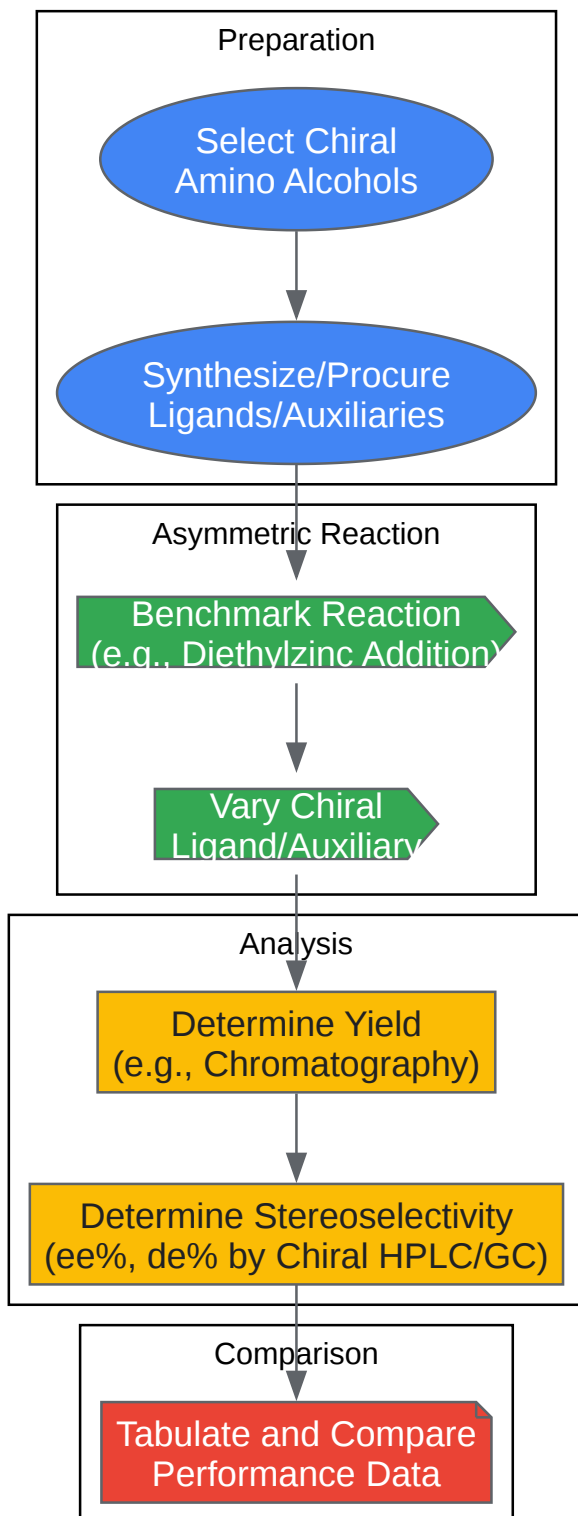 Preparation
Select Chiral
Amino Alcohols
Synthesize/Procure
Ligands/Auxiliaries
Asymmetric Reaction
Benchmark Reaction
(e.g., Diethylzinc Addition)
Vary Chiral
Ligand/Auxiliary
Analysis
Determine Yield
(e.g., Chromatography)
Determine Stereoselectivity
(ee%, de% by Chiral HPLC/GC)
Comparison
Tabulate and Compare
Performance Data